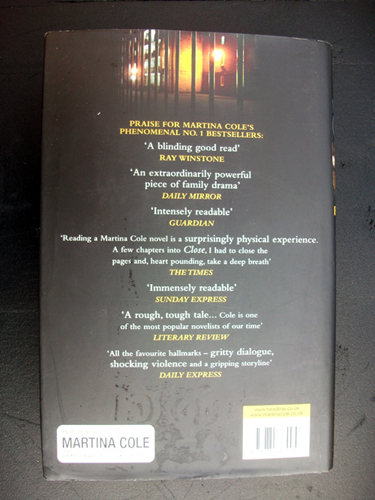 PRAISE FOR MARTINA COLE'S
PHENOMENAL NO. 1 BESTSELLERS:
'A blinding good read'
RAY WINSTONE
'An extraordinarily powerful
piece of family drama'
DAILY MIRROR
'Intensely readable'
GUARDIAN
'Reading a Martina Cole novel is a surprisingly physical experience.
A few chapters into Close, I had to close the
pages and, heart pounding, take a deep breath'
THE TIMES
'Immensely readable'
SUNDAY EXPRESS
'A rough, tough tale... Cole is one
of the most popular novelists of our time'
LITERARY REVIEW
'All the favourite hallmarks – gritty dialogue,
shocking violence and a gripping storyline'
DAILY EXPRESS
MARTINA COLE